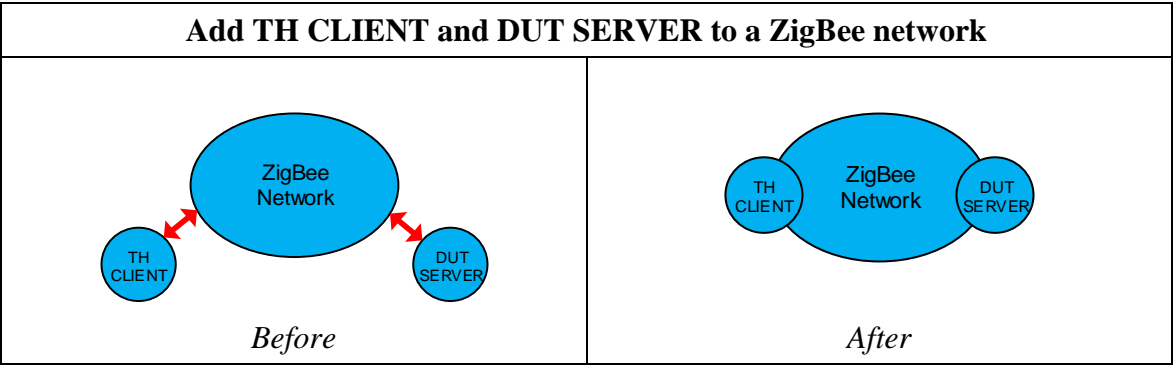 Add TH CLIENT and DUT SERVER to a ZigBee network
ZigBee
Network
TH
CLIENT
DUT
SERVER
Before
ZigBee
Network
TH
CLIENT
DUT
SERVER
After